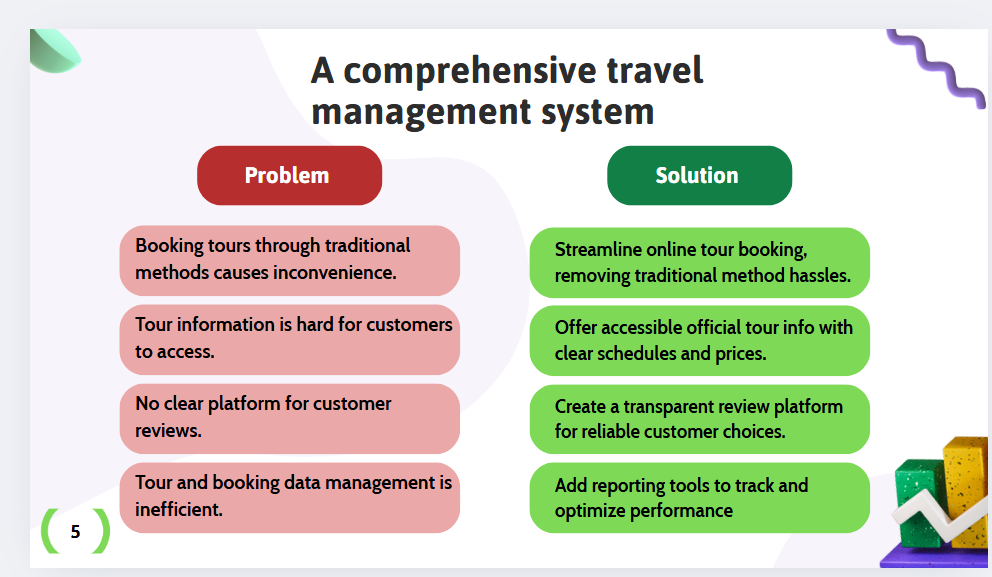 A comprehensive travel
management system
Problem
Solution
Booking tours through traditional
methods causes inconvenience.
Streamline online tour booking,
removing traditional method hassles.
Tour information is hard for customers
to access.
Offer accessible official tour info with
clear schedules and prices.
No clear platform for customer
reviews.
Create a transparent review platform
for reliable customer choices.
Tour and booking data management is
inefficient.
Add reporting tools to track and
optimize performance
5